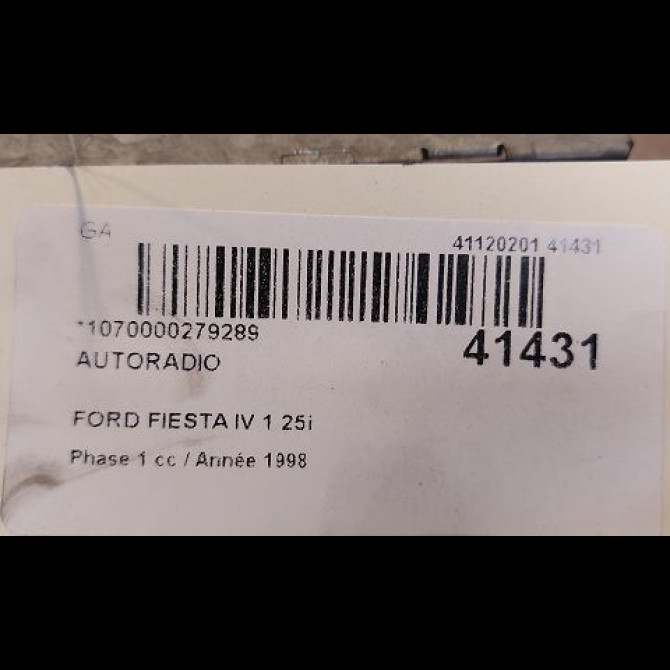 GA
41120201 41431
*1070000279289
41431
AUTORADIO
FORD FIESTA IV 1 25i
Phase 1 cc / Année 1998